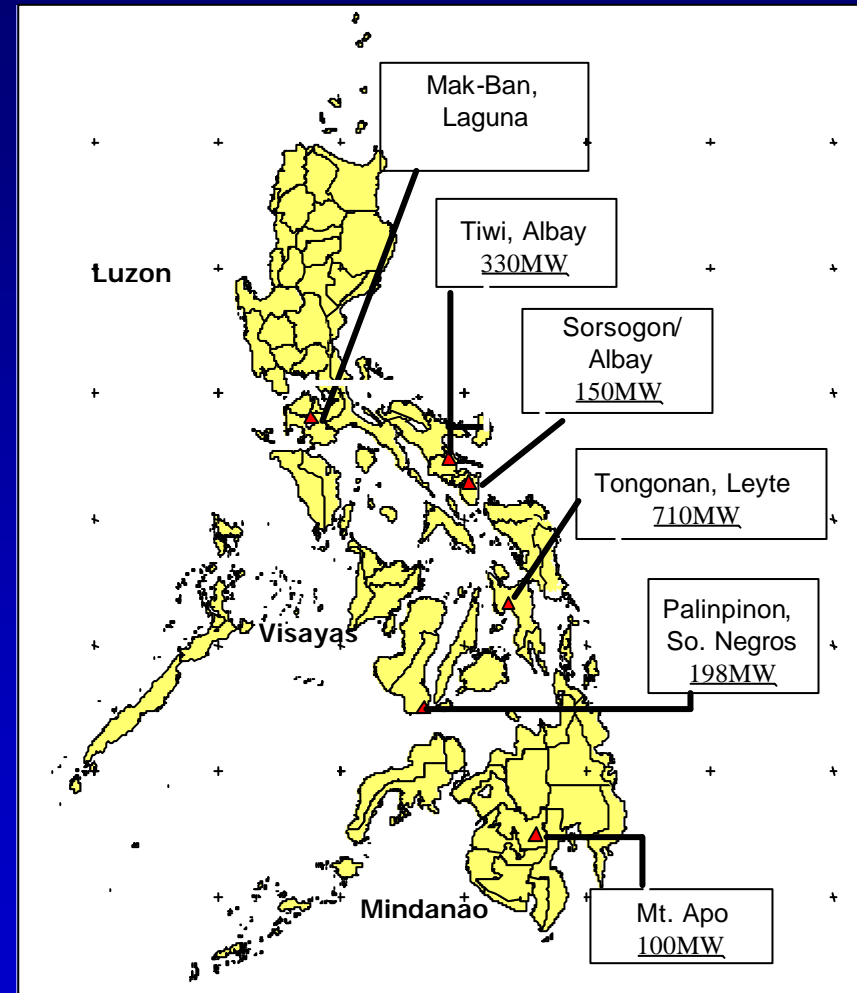 Mak-Ban,
Laguna
Tiwi, Albay
330MW
Luzon
Sorsogon/
Albay
150MW
Tongonan, Leyte
710MW
Palinpinon,
So. Negros
198MW
Visayas
Mindanao
Mt. Apo
100MW